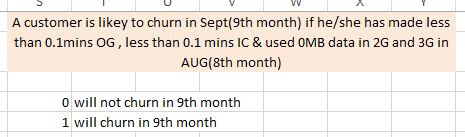 S T U V W X Y
A customer is likey to churn in Sept(9th month) if he/she has made less
than 0.1mins OG , less than 0.1 mins IC & used 0MB data in 2G and 3G in
AUG(8th month)
0 will not churn in 9th month
1 will churn in 9th month